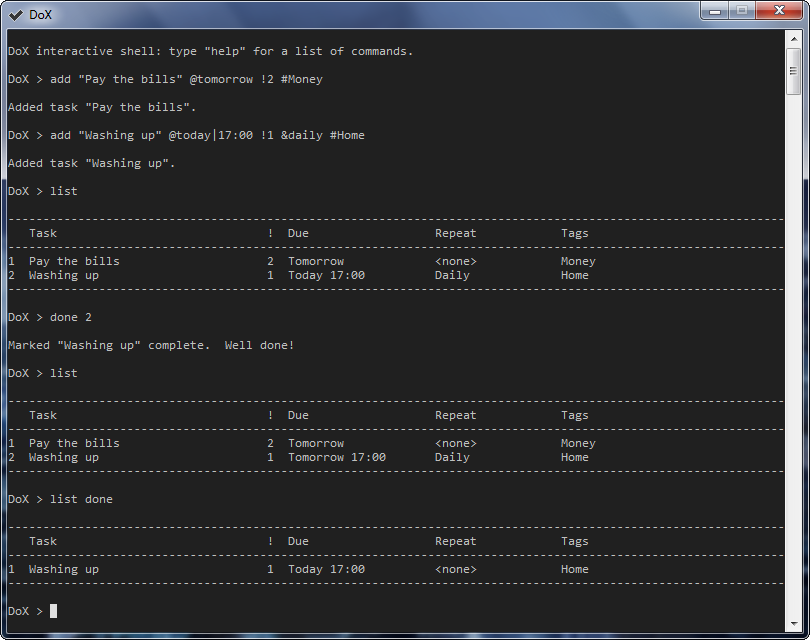 DoX
DoX interactive shell: type "help" for a list of commands.
DoX > add "Pay the bills" @tomorrow !2 #Money
Added task "Pay the bills".
DoX > add "Washing up" @today|17:00 !1 &daily #Home
Added task "Washing up".
DoX > list
--------------------------------------------------------------------------------------------------------------
Task ! Due Repeat Tags
--------------------------------------------------------------------------------------------------------------
1 Pay the bills 2 Tomorrow <none> Money
2 Washing up 1 Today 17:00 Daily Home
--------------------------------------------------------------------------------------------------------------
DoX > done 2
Marked "Washing up" complete.  Well done!
DoX > list
--------------------------------------------------------------------------------------------------------------
Task ! Due Repeat Tags
--------------------------------------------------------------------------------------------------------------
1 Pay the bills 2 Tomorrow <none> Money
2 Washing up 1 Tomorrow 17:00 Daily Home
--------------------------------------------------------------------------------------------------------------
DoX > list done
--------------------------------------------------------------------------------------------------------------
Task ! Due Repeat Tags
--------------------------------------------------------------------------------------------------------------
1 Washing up 1 Today 17:00 <none> Home
--------------------------------------------------------------------------------------------------------------
DoX >